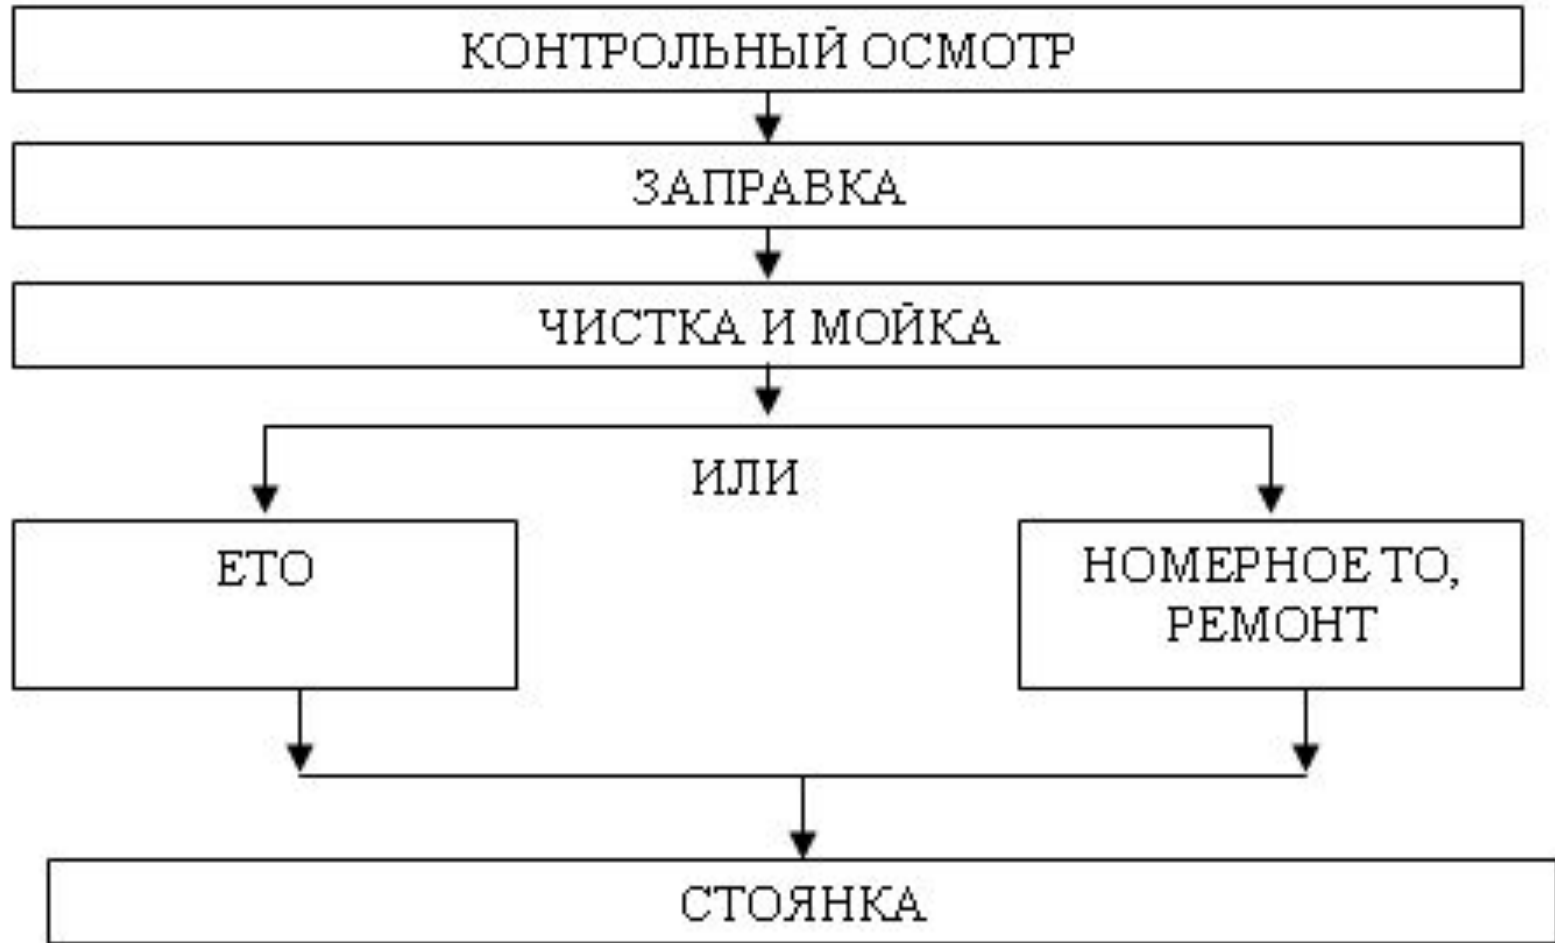 КОНТРОЛЬНЫЙ ОСМОТР
ЗАПРАВКА
ЧИСТКА И МОЙКА
ИЛИ
ЕТО
НОМЕРНОЕ ТО,
РЕМОНТ
СТОЯНКА